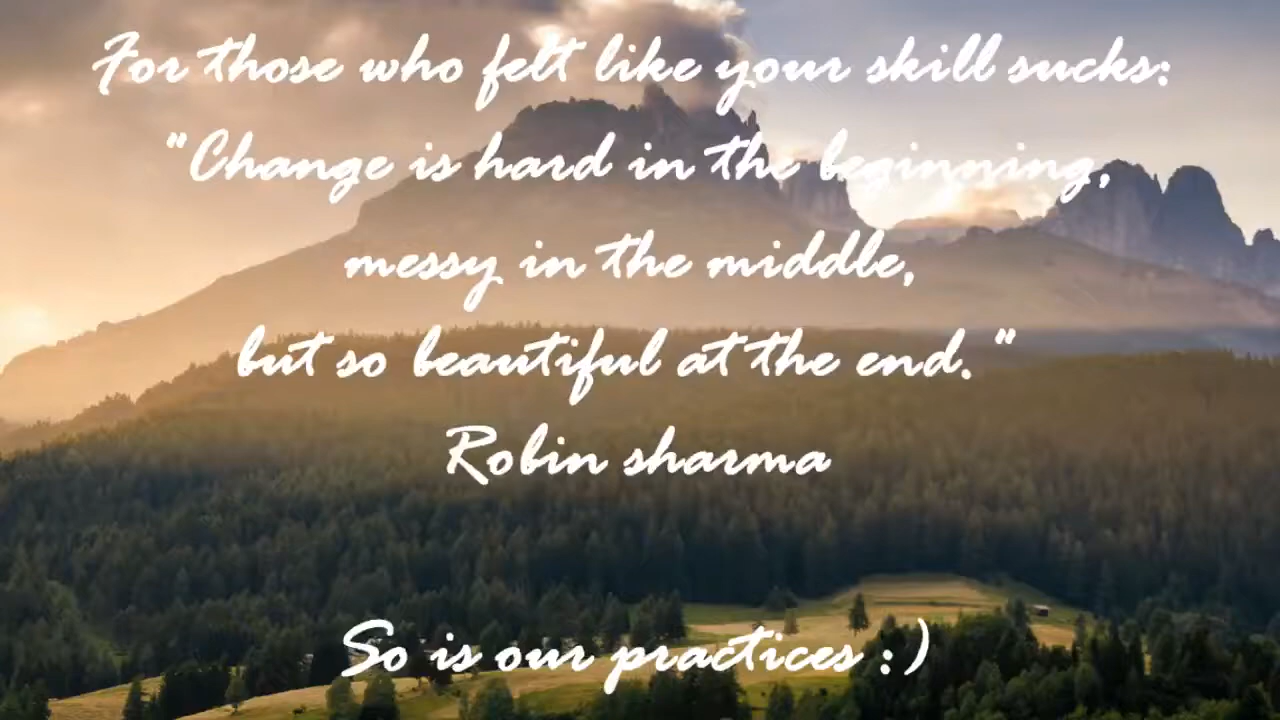 For those who felt like your skill sucks:
"Change is hard in the beginning,
messy in the middle,
but so beautiful at the end."
Robin sharma
So is our practices :)